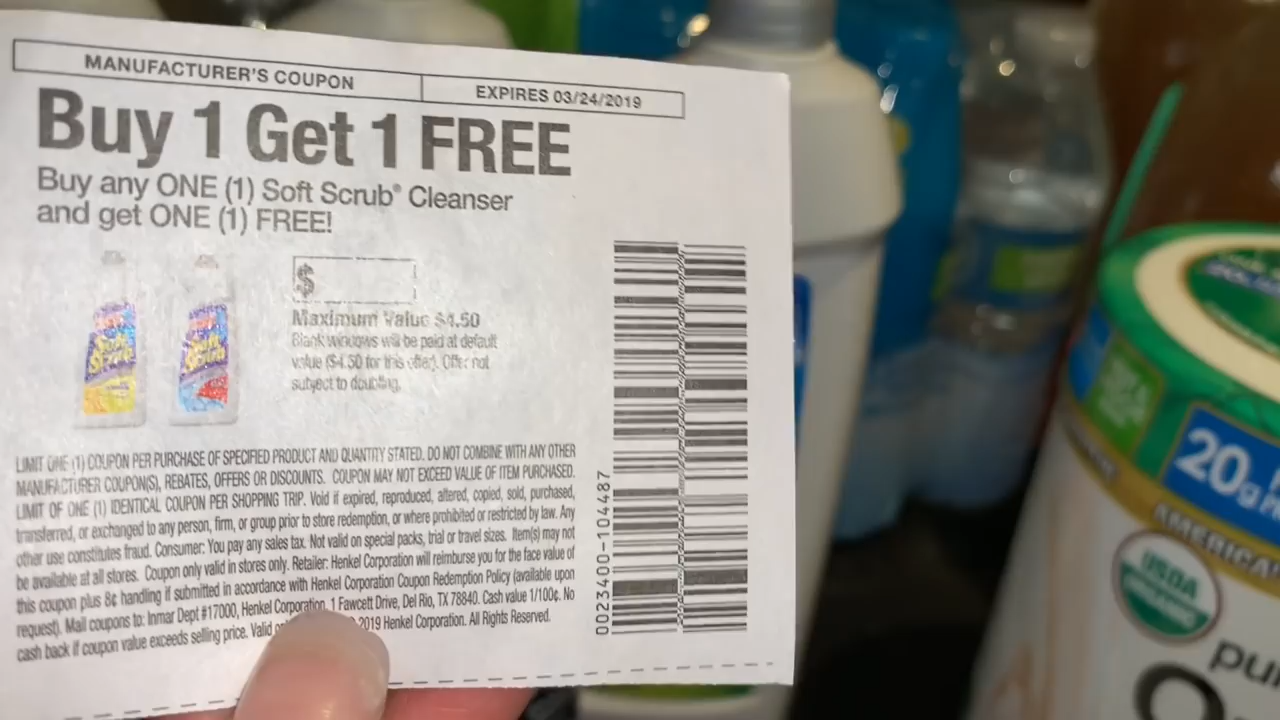 MANUFACTURER'S COUPON
EXPIRES 03/24/2019
Buy 1 Get 1 FREE
Buy any ONE (1) Soft Scrub® Cleanser
and get ONE (1) FREE!
$
Maximum Value $4.50
Blank windows will be paid at default
value ($4.50 for this offer). Offer not
subject to doubling.
Soft Scrub
Soft Scrub
LIMIT ONE (1) COUPON PER PURCHASE OF SPECIFIED PRODUCT AND QUANTITY STATED. DO NOT COMBINE WITH ANY OTHER
MANUFACTURER COUPON(S), REBATES, OFFERS OR DISCOUNTS. COUPON MAY NOT EXCEED VALUE OF ITEM PURCHASED.
LIMIT OF ONE (1) IDENTICAL COUPON PER SHOPPING TRIP. Void if expired, reproduced, altered, copied, sold, purchased,
transferred, or exchanged to any person, firm, or group prior to store redemption, or where prohibited or restricted by law. Any
other use constitutes fraud. Consumer: You pay any sales tax. Not valid on special packs, trial or travel sizes. Item(s) may not
be available at all stores. Coupon only valid in stores only. Retailer: Henkel Corporation will reimburse you for the face value of
this coupon plus 8¢ handling if submitted in accordance with Henkel Corporation Coupon Redemption Policy (available upon
request). Mail coupons to: Inmar Dept #17000, Henkel Corporation, 1 Fawcett Drive, Del Rio, TX 78840. Cash value 1/100¢. No
cash back if coupon value exceeds selling price. Valid 2019 Henkel Corporation. All Rights Reserved.
0023400-104487
20g
USDA
ORGANIC